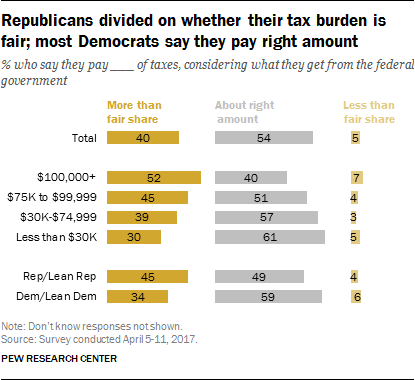 Republicans divided on whether their tax burden is
fair; most Democrats say they pay right amount
% who say they pay ___ of taxes, considering what they get from the federal
government
More than fair share About right amount Less than fair share
Total 40 54 5
$100,000+ 52 40 7
$75K to $99,999 45 51 4
$30K-$74,999 39 57 3
Less than $30K 30 61 5
Rep/Lean Rep 45 49 4
Dem/Lean Dem 34 59 6
Note: Don't know responses not shown.
Source: Survey conducted April 5-11, 2017.
PEW RESEARCH CENTER